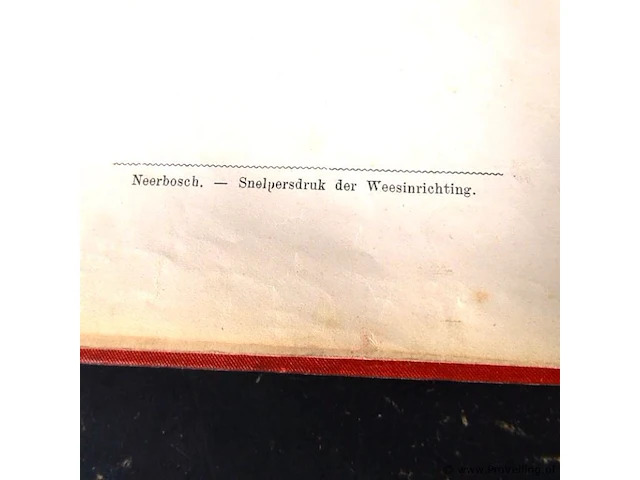 Neerbosch. — Snelpersdruk der Weesinrichting.